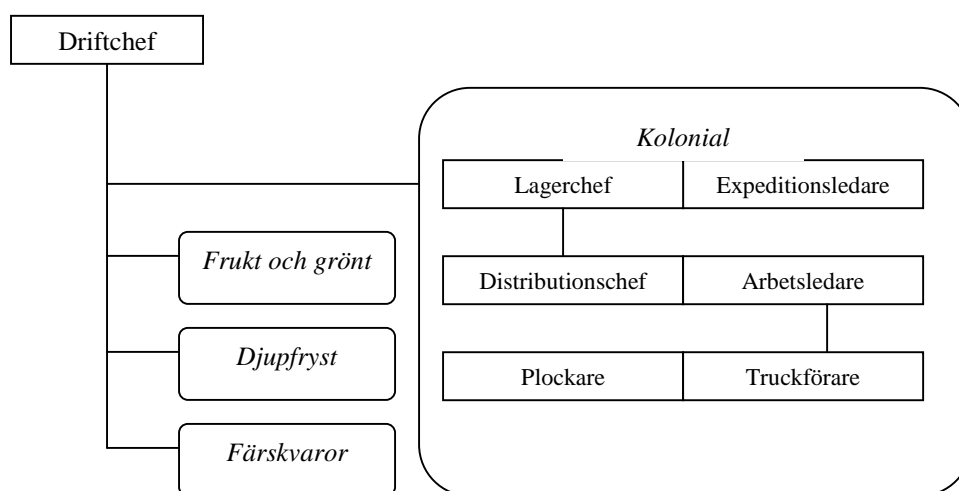 Driftchef
Kolonial
Lagerchef Expeditionsledare
Frukt och grönt
Distributionschef Arbetsledare
Djupfryst
Plockare Truckförare
Färskvaror